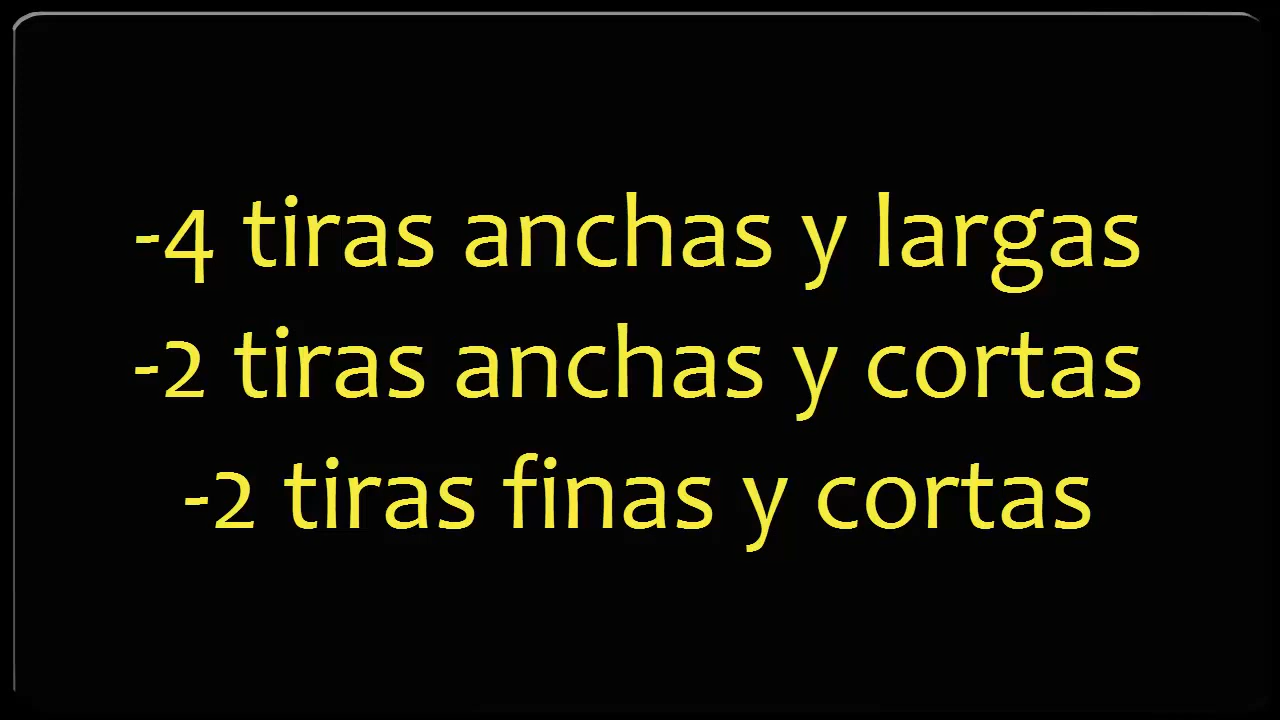 -4 tiras anchas y largas
-2 tiras anchas y cortas
-2 tiras finas y cortas